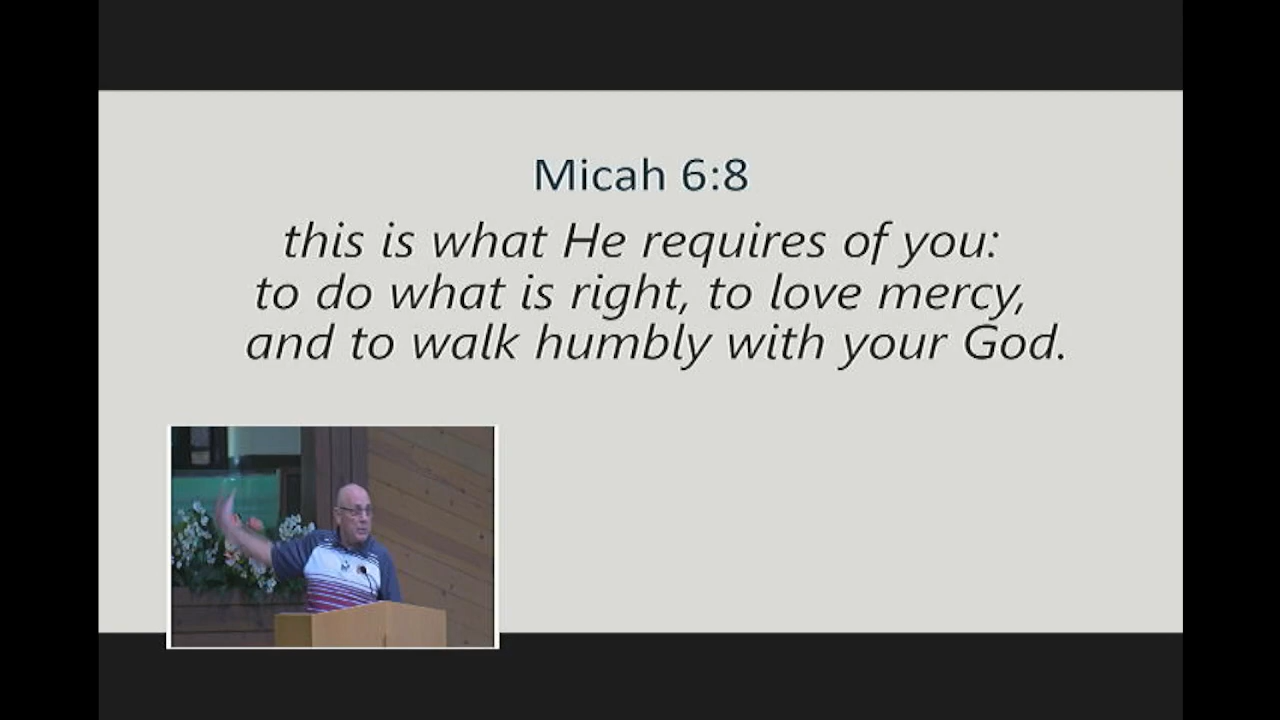 Micah 6:8
this is what He requires of you:
to do what is right, to love mercy,
and to walk humbly with your God.